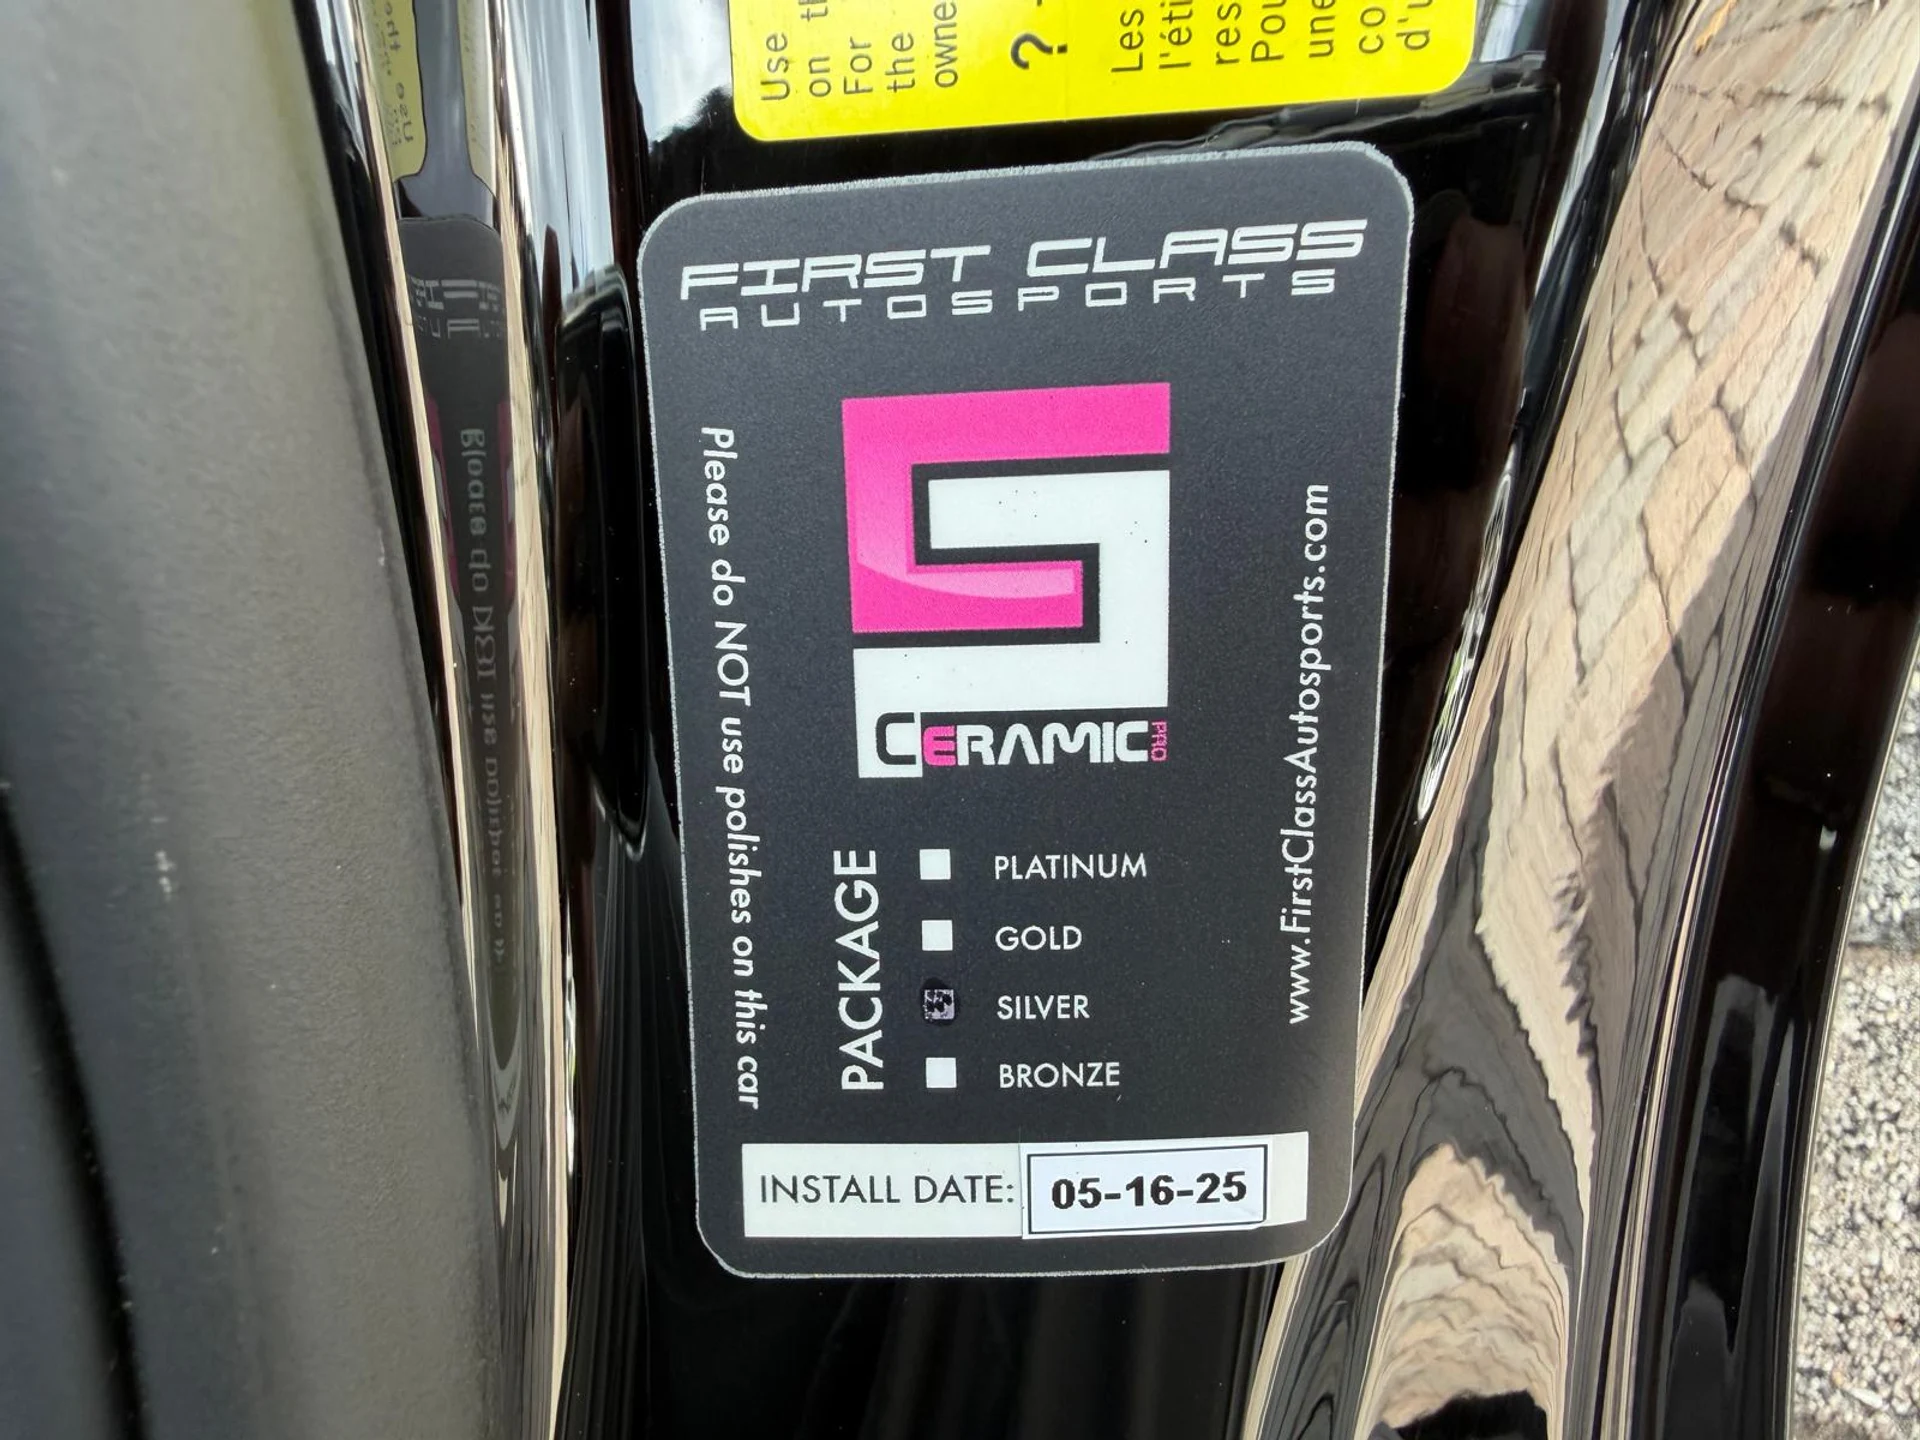 Use
on
For
the
owne
?
Les
l'éti
res
Pou
une
co
d'u
FIRST CLASS
AUTOSPORTS
Please do NOT use polishes on this car
CERAMIC PRO
www.FirstClassAutosports.com
PACKAGE
PLATINUM
GOLD
SILVER
BRONZE
INSTALL DATE: 05-16-25